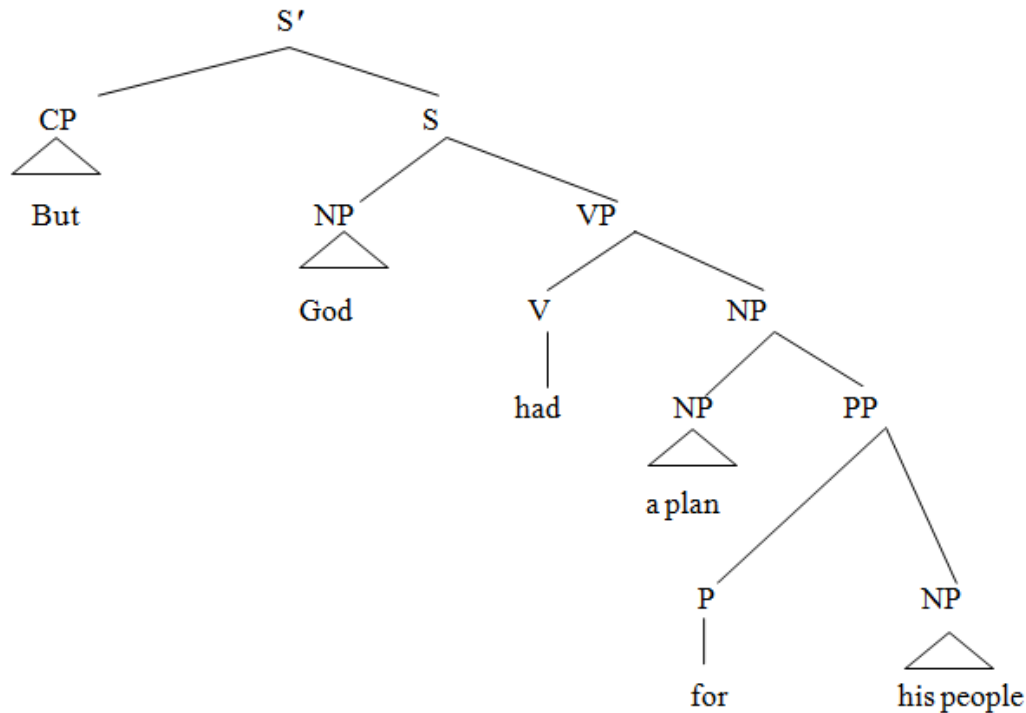 S′
CP S
But NP VP
God V NP
had NP PP
a plan
P NP
for his people